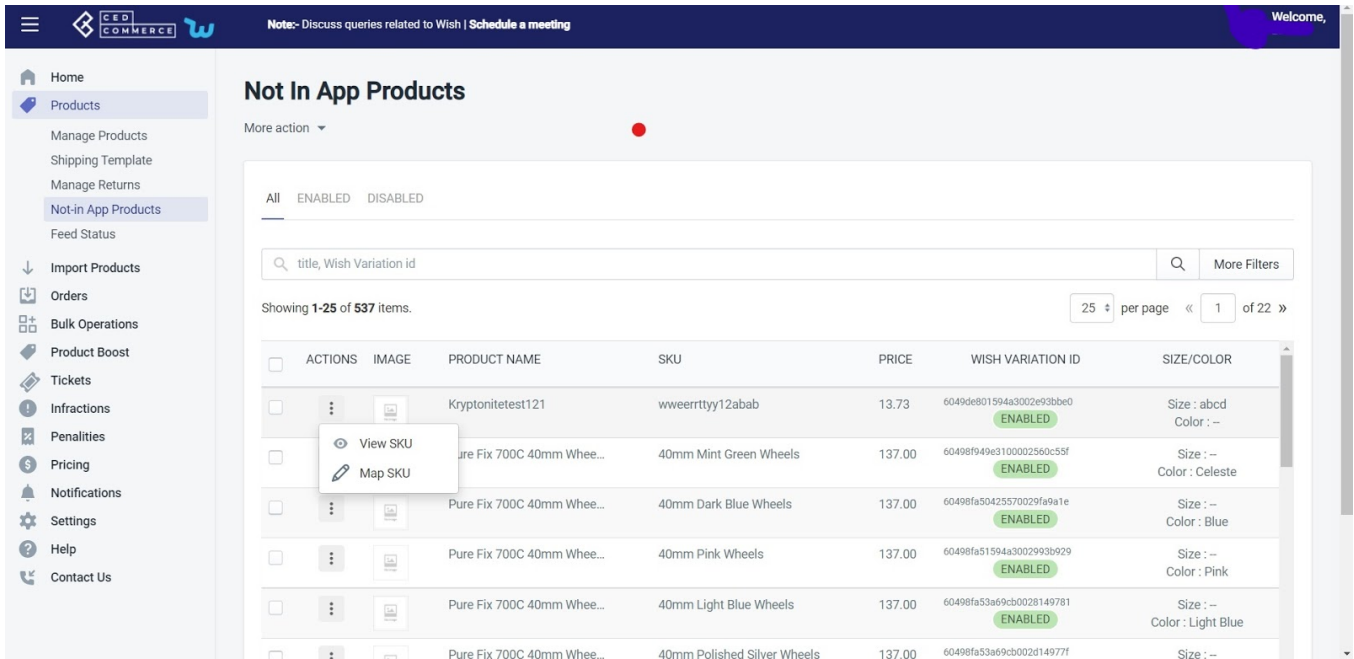 CED COMMERCE
Note:- Discuss queries related to Wish | Schedule a meeting
Welcome,
Home
Products
Manage Products
Shipping Template
Manage Returns
Not-in App Products
Feed Status
Import Products
Orders
Bulk Operations
Product Boost
Tickets
Infractions
Penalities
Pricing
Notifications
Settings
Help
Contact Us
Not In App Products
More action
All ENABLED DISABLED
title, Wish Variation id
More Filters
Showing 1-25 of 537 items.
25 per page « 1 of 22 »
ACTIONS IMAGE PRODUCT NAME SKU PRICE WISH VARIATION ID SIZE/COLOR
Kryptonitetest121 wweerrttyy12abab 13.73 6049de801594a3002e93bbe0 Size : abcd
ENABLED Color : --
View SKU
Map SKU
ure Fix 700C 40mm Whee... 40mm Mint Green Wheels 137.00 60498f949e3100002560c55f Size : --
ENABLED Color : Celeste
Pure Fix 700C 40mm Whee... 40mm Dark Blue Wheels 137.00 60498fa50425570029fa9a1e Size : --
ENABLED Color : Blue
Pure Fix 700C 40mm Whee... 40mm Pink Wheels 137.00 60498fa51594a3002993b929 Size : --
ENABLED Color : Pink
Pure Fix 700C 40mm Whee... 40mm Light Blue Wheels 137.00 60498fa53a69cb0028149781 Size : --
ENABLED Color : Light Blue
Pure Fix 700C 40mm Whee... 40mm Polished Silver Wheels 137.00 60498fa53a69cb002d14977f Size : --